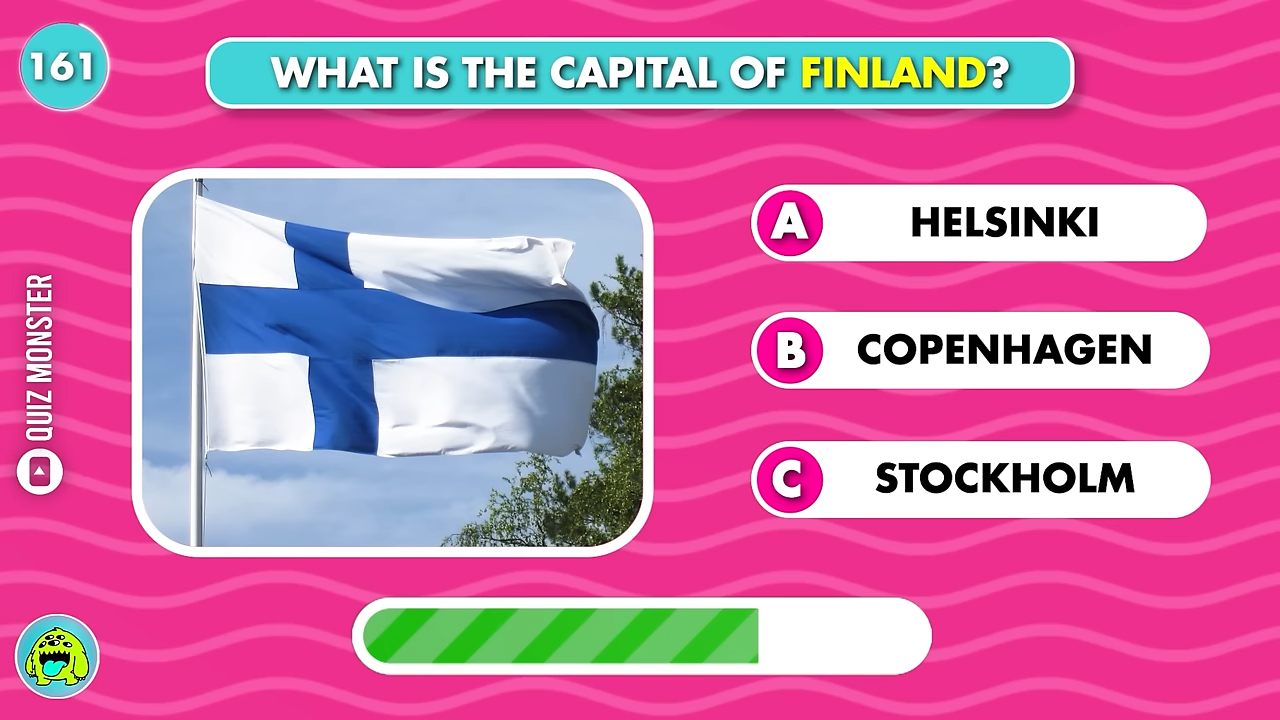 161
WHAT IS THE CAPITAL OF FINLAND?
A HELSINKI
B COPENHAGEN
C STOCKHOLM
QUIZ MONSTER